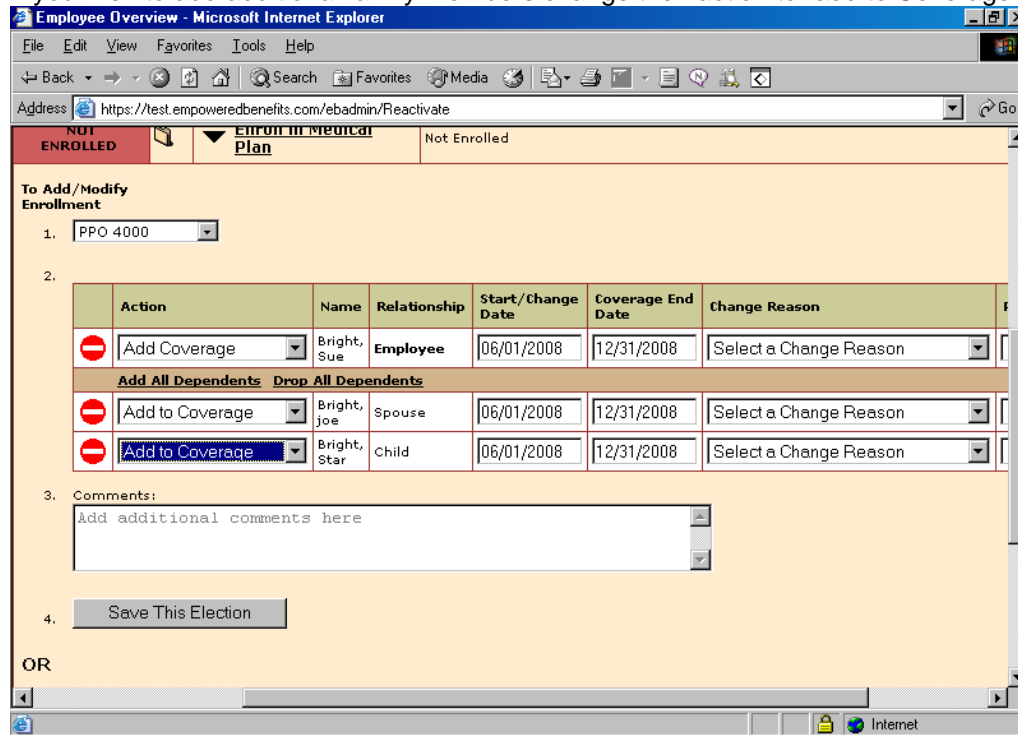 Employee Overview - Microsoft Internet Explorer
File Edit View Favorites Tools Help
Back Search Favorites Media
Address https://test.empoweredbenefits.com/ebadmin/Reactivate Go
NOT ENROLLED
Enroll in Medical Plan
Not Enrolled
To Add/Modify
Enrollment
1. PPO 4000
2.
Action Name Relationship Start/Change Date Coverage End Date Change Reason
Add Coverage Bright, Sue Employee 06/01/2008 12/31/2008 Select a Change Reason
Add All Dependents Drop All Dependents
Add to Coverage Bright, joe Spouse 06/01/2008 12/31/2008 Select a Change Reason
Add to Coverage Bright, Star Child 06/01/2008 12/31/2008 Select a Change Reason
3. Comments:
Add additional comments here
4. Save This Election
OR
Internet